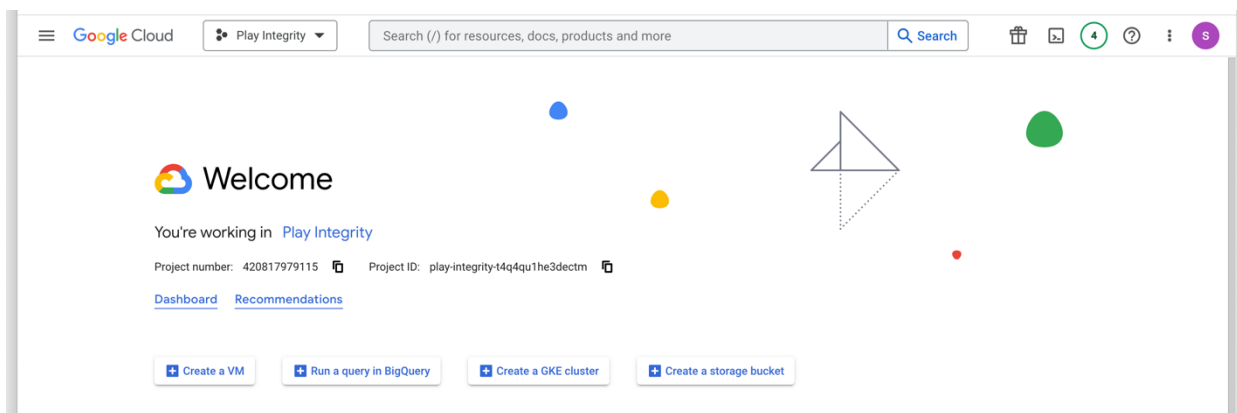 Google Cloud Play Integrity Search (/) for resources, docs, products and more Search 4 S
Welcome
You're working in Play Integrity
Project number: 420817979115 Project ID: play-integrity-t4q4qu1he3dectm
Dashboard Recommendations
Create a VM Run a query in BigQuery Create a GKE cluster Create a storage bucket